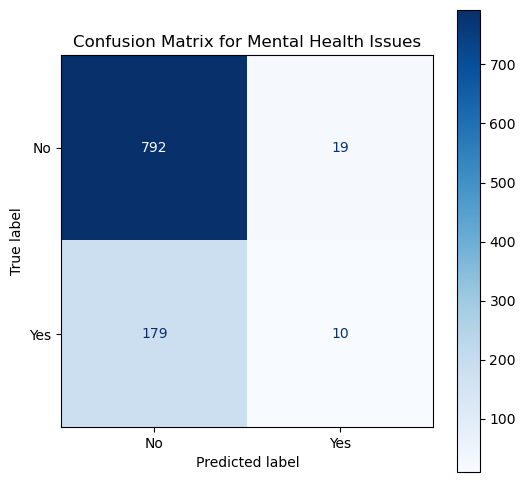 Confusion Matrix for Mental Health Issues
True label
No
792
19
Yes
179
10
No
Yes
Predicted label
700
600
500
400
300
200
100